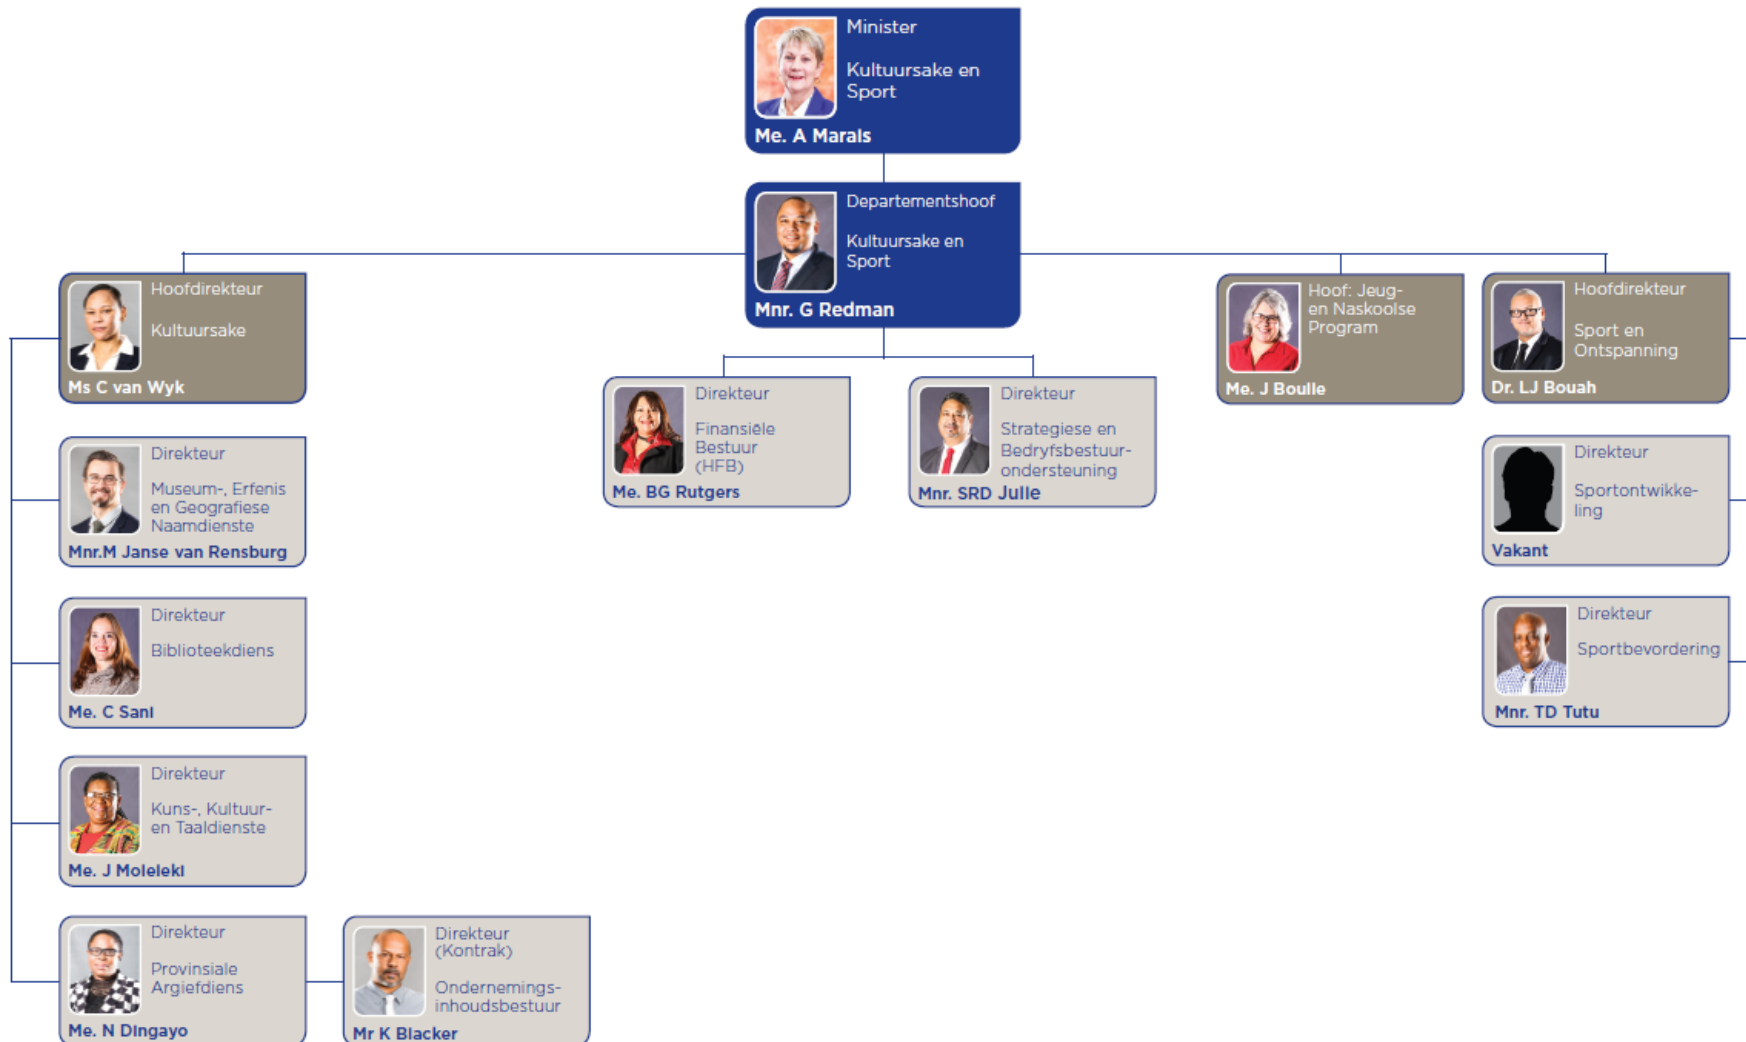 Minister
Kultuursake en
Sport
Me. A Marais
Departementshoof
Kultuursake en
Sport
Mnr. G Redman
Hoofdirekteur
Kultuursake
Ms C van Wyk
Direkteur
Museum-, Erfenis
en Geografiese
Naamdienste
Mnr.M Janse van Rensburg
Direkteur
Biblioteekdiens
Me. C Sani
Direkteur
Kuns-, Kultuur-
en Taaldienste
Me. J Moleleki
Direkteur
Provinsiale
Argiefdiens
Me. N Dingayo
Direkteur
(Kontrak)
Ondernemings-
inhoudsbestuur
Mr K Blacker
Direkteur
Finansiële
Bestuur
(HFB)
Me. BG Rutgers
Direkteur
Strategiese en
Bedryfsbestuur-
ondersteuning
Mnr. SRD Julie
Hoof: Jeug-
en Naskoolse
Program
Me. J Boulle
Hoofdirekteur
Sport en
Ontspanning
Dr. LJ Bouah
Direkteur
Sportontwikke-
ling
Vakant
Direkteur
Sportbevordering
Mnr. TD Tutu